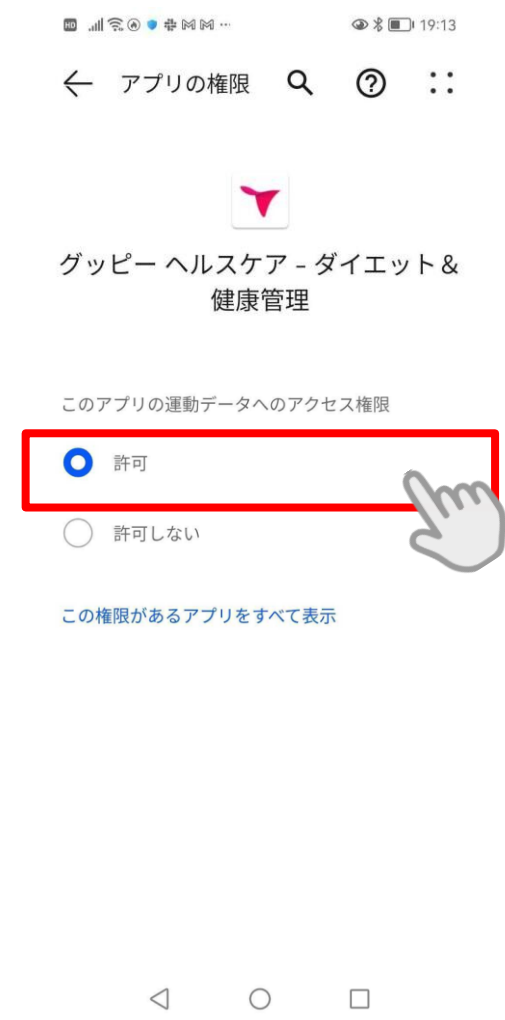 HD 19:13
アプリの権限
グッピー ヘルスケア - ダイエット＆
健康管理
このアプリの運動データへのアクセス権限
許可
許可しない
この権限があるアプリをすべて表示